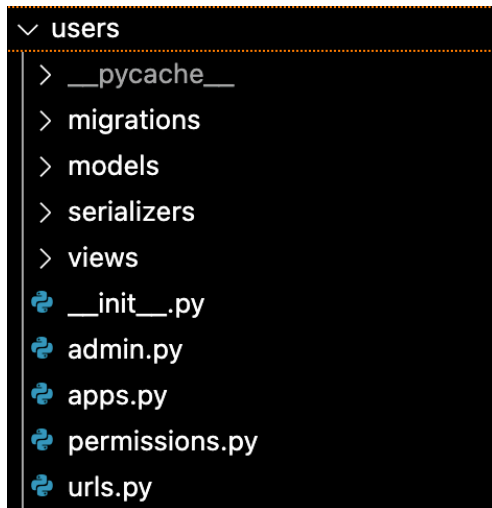 users
__pycache__
migrations
models
serializers
views
__init__.py
admin.py
apps.py
permissions.py
urls.py